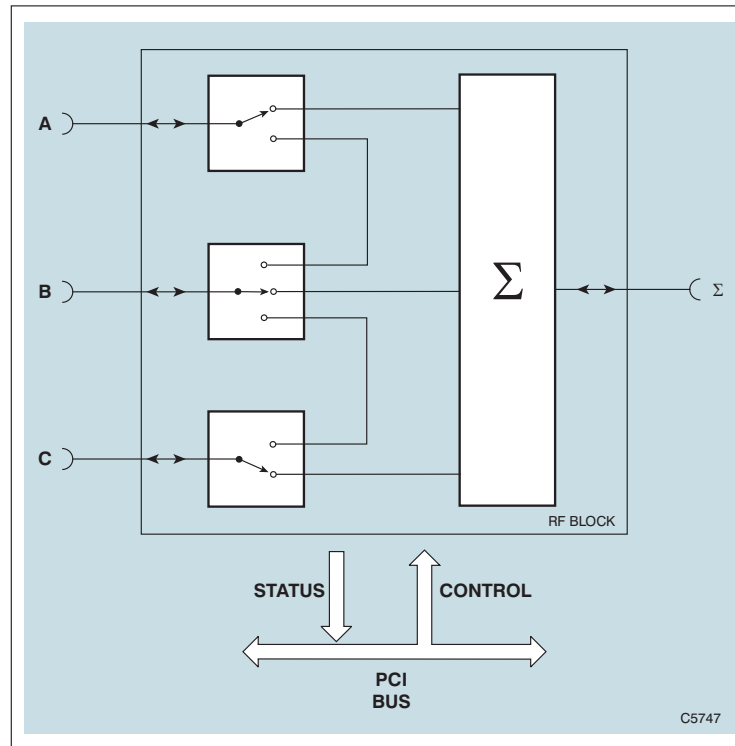 A
B
C
Σ
Σ
RF BLOCK
STATUS
CONTROL
PCI
BUS
C5747